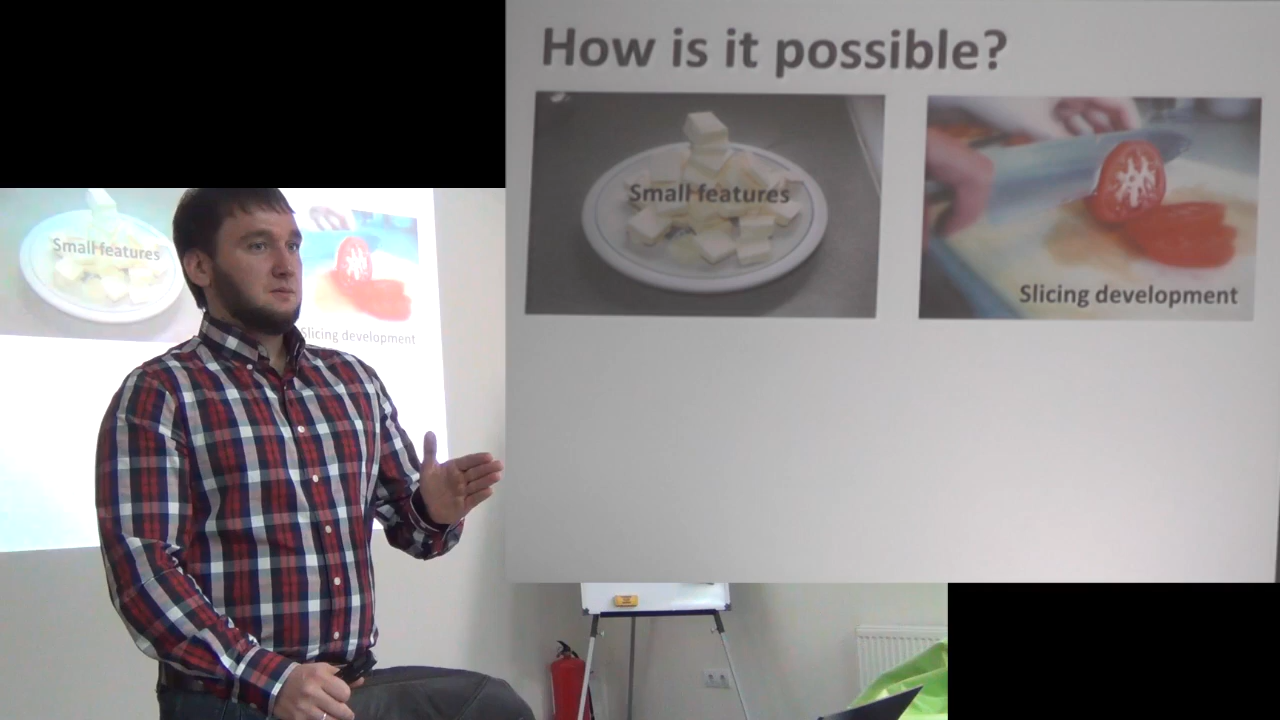 How is it possible?
Small features
Slicing development
Small features
Slicing development